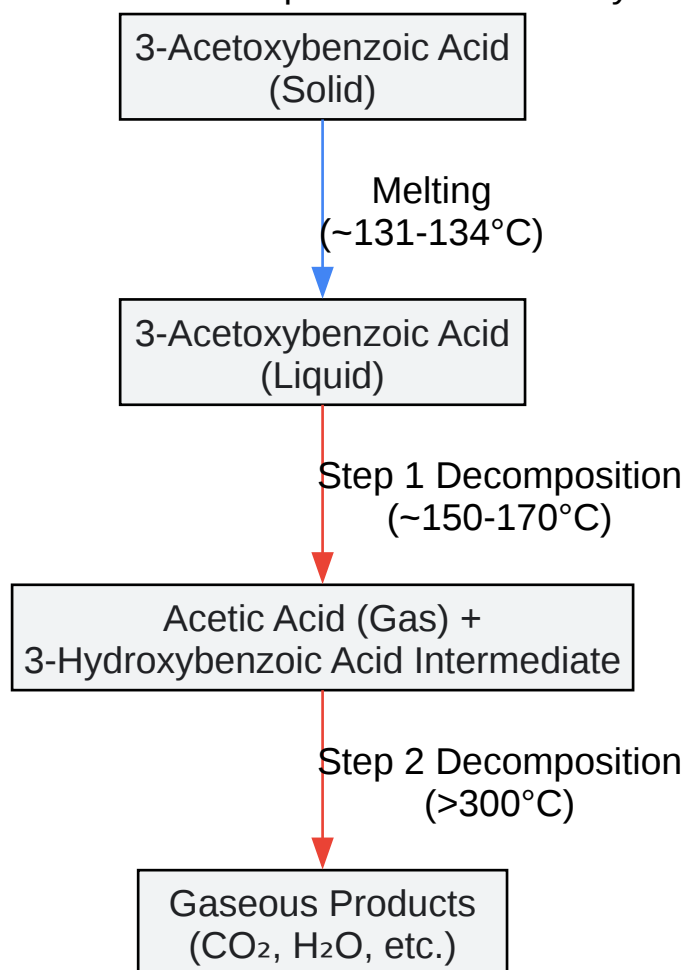 3-Acetoxybenzoic Acid
(Solid)
Melting
(~131-134°C)
3-Acetoxybenzoic Acid
(Liquid)
Step 1 Decomposition
(~150-170°C)
Acetic Acid (Gas) +
3-Hydroxybenzoic Acid Intermediate
Step 2 Decomposition
(>300°C)
Gaseous Products
(CO₂, H₂O, etc.)